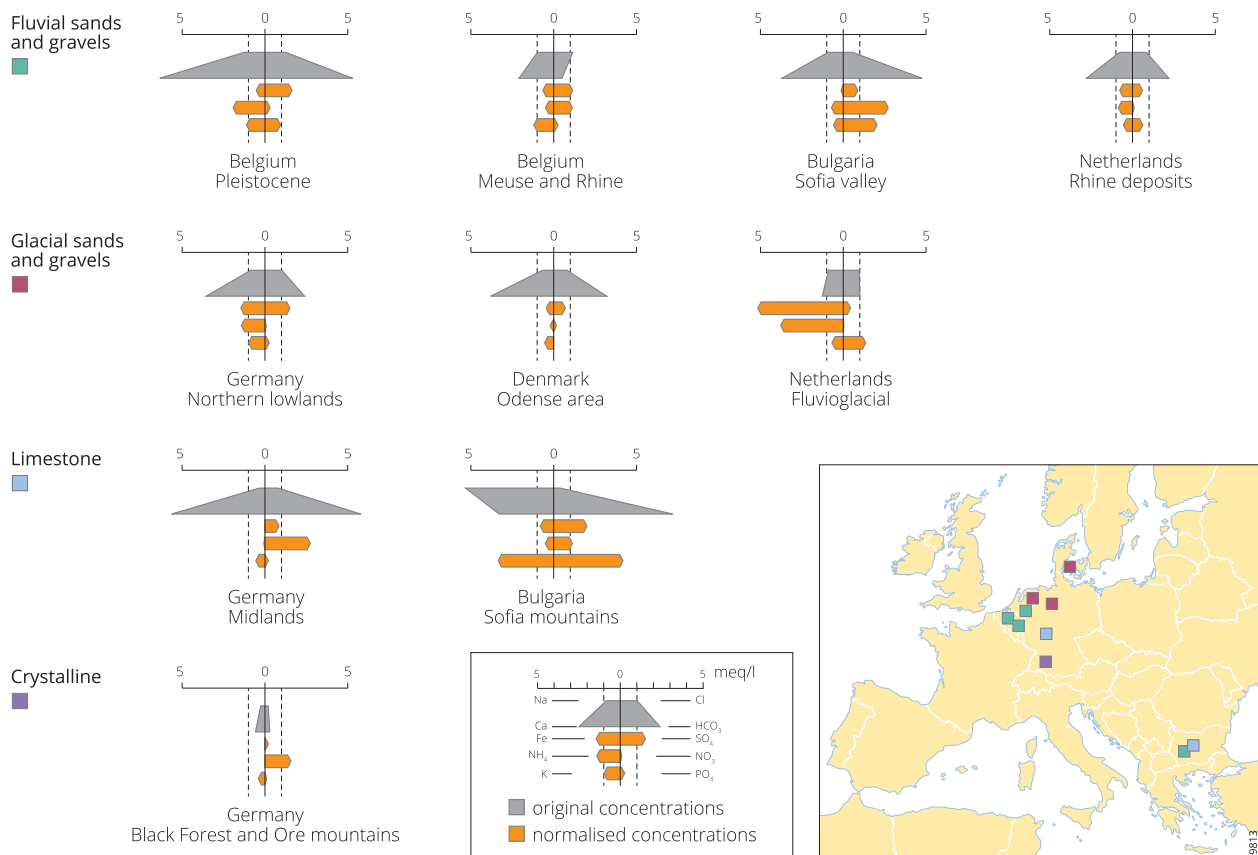 Fluvial sands
and gravels
5 0 5
Belgium
Pleistocene
5 0 5
Belgium
Meuse and Rhine
5 0 5
Bulgaria
Sofia valley
5 0 5
Netherlands
Rhine deposits
Glacial sands
and gravels
5 0 5
Germany
Northern lowlands
5 0 5
Denmark
Odense area
5 0 5
Netherlands
Fluvioglacial
Limestone
5 0 5
Germany
Midlands
5 0 5
Bulgaria
Sofia mountains
Crystalline
5 0 5
Germany
Black Forest and Ore mountains
5 0 5 meq/l
Na Cl
Ca HCO₃
Fe SO₄
NH₄ NO₃
K PO₄
original concentrations
normalised concentrations
9813